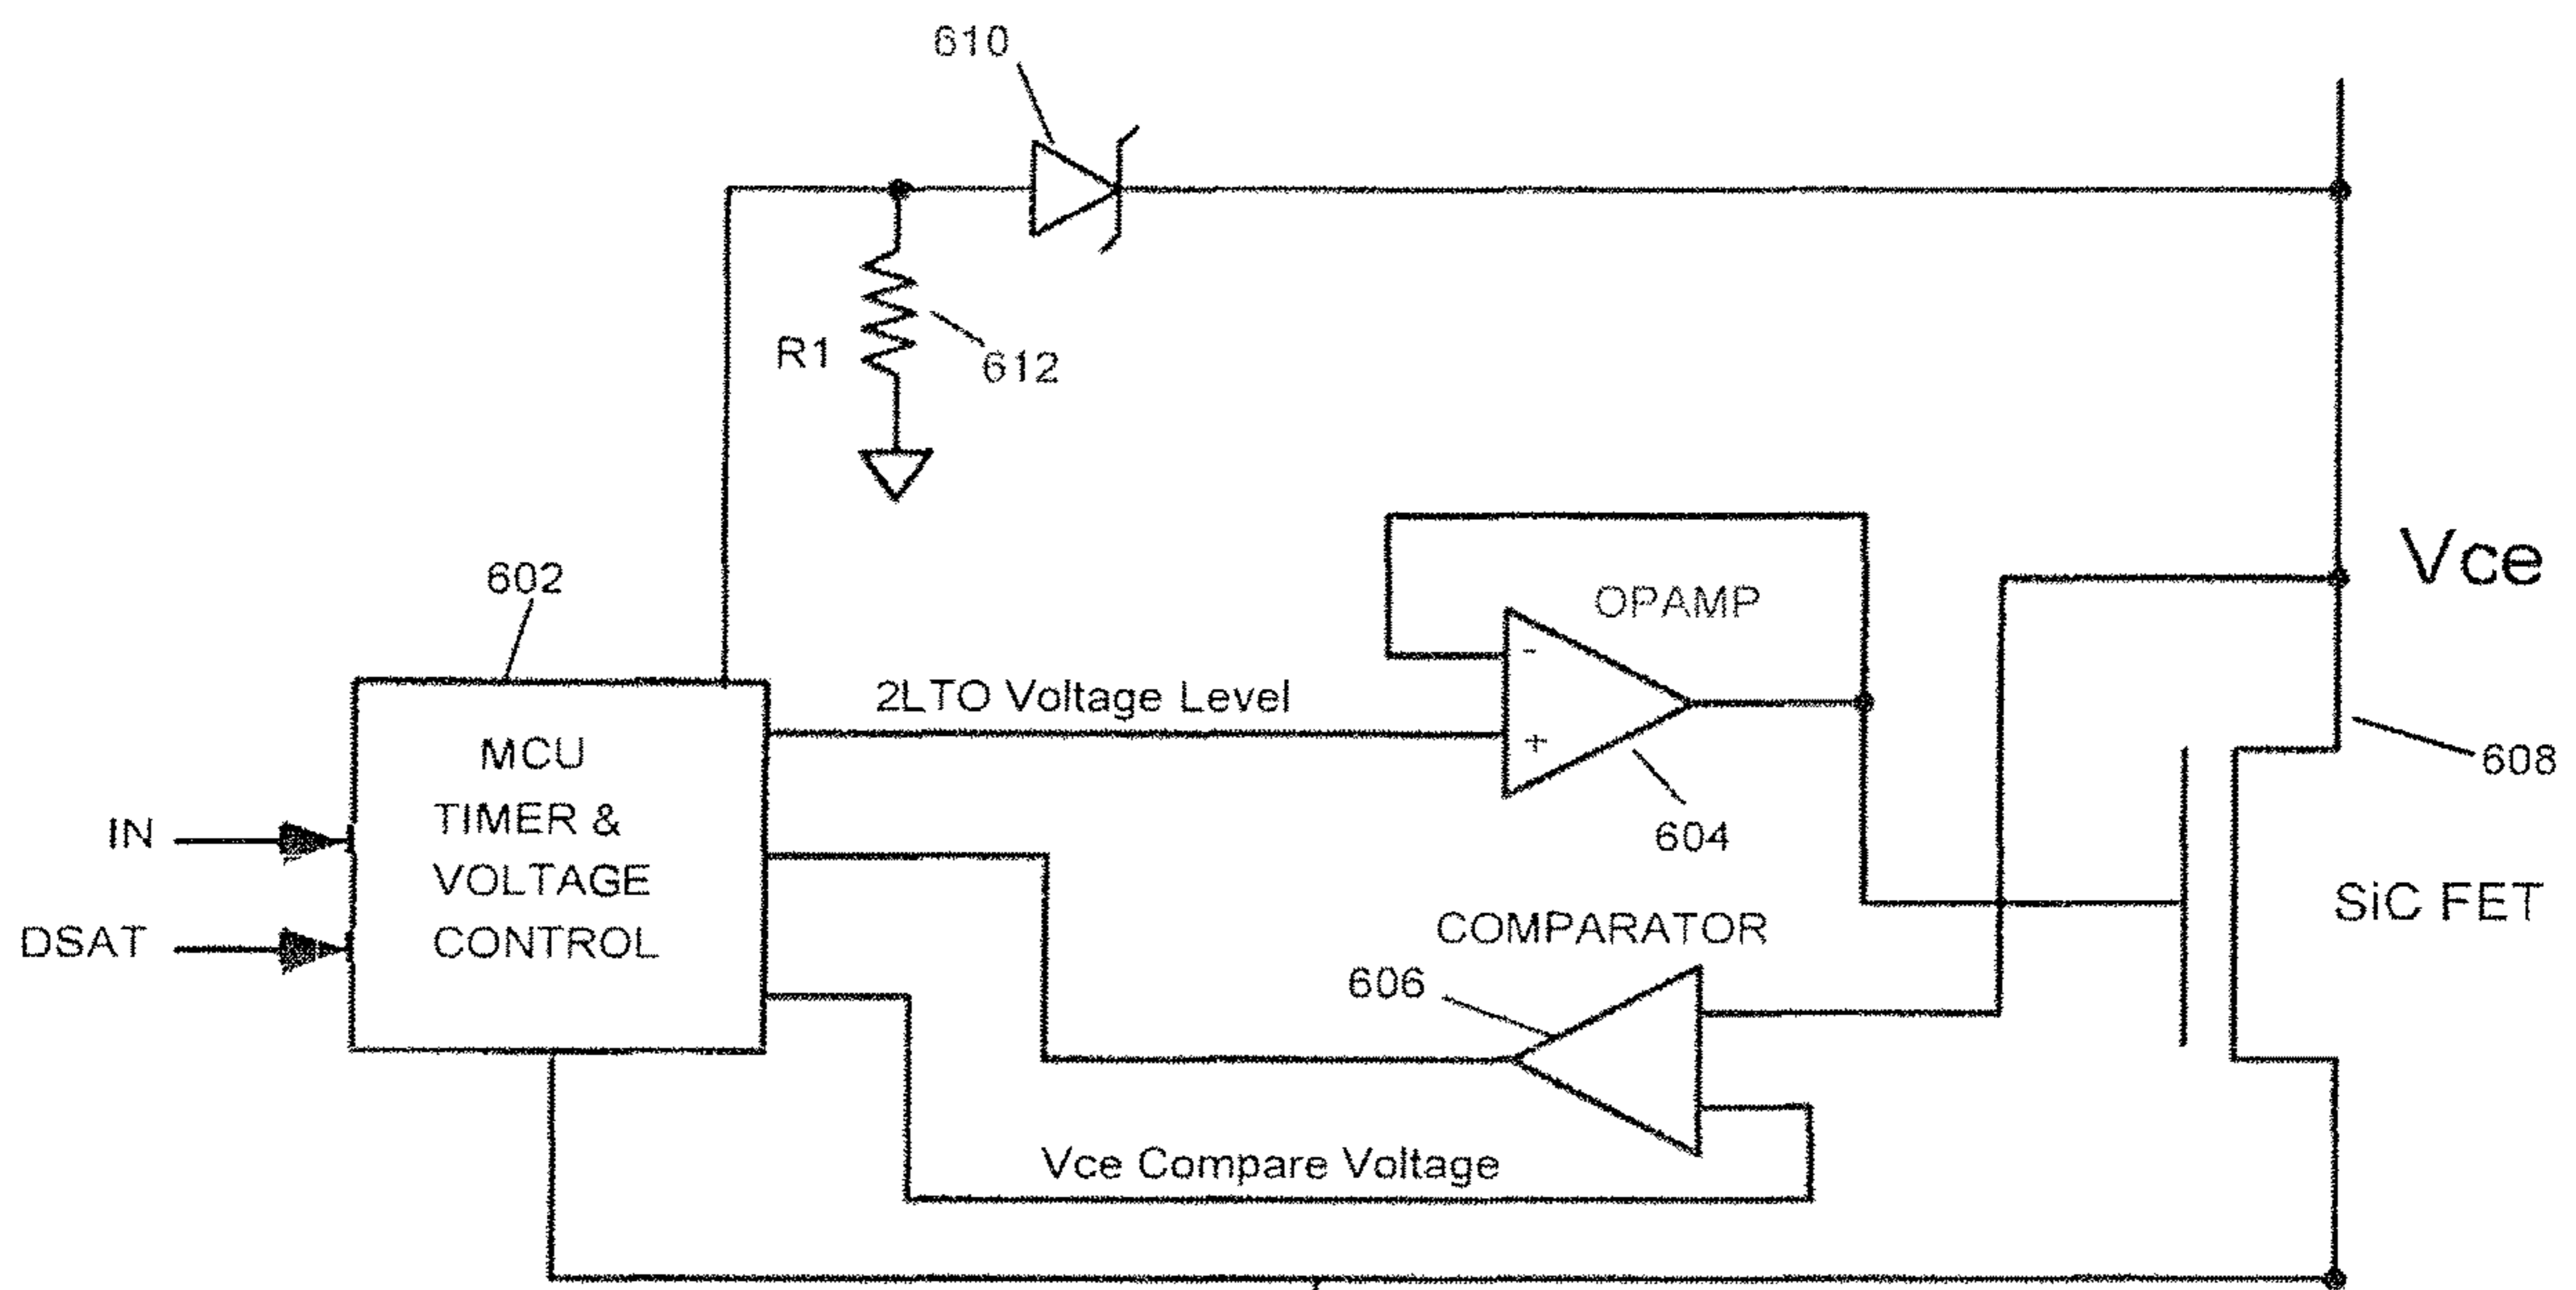 610
R1
612
Vce
602
OPAMP
2LTO Voltage Level
-
+
608
MCU
TIMER &
VOLTAGE
CONTROL
IN
DSAT
604
SiC FET
COMPARATOR
606
Vce Compare Voltage